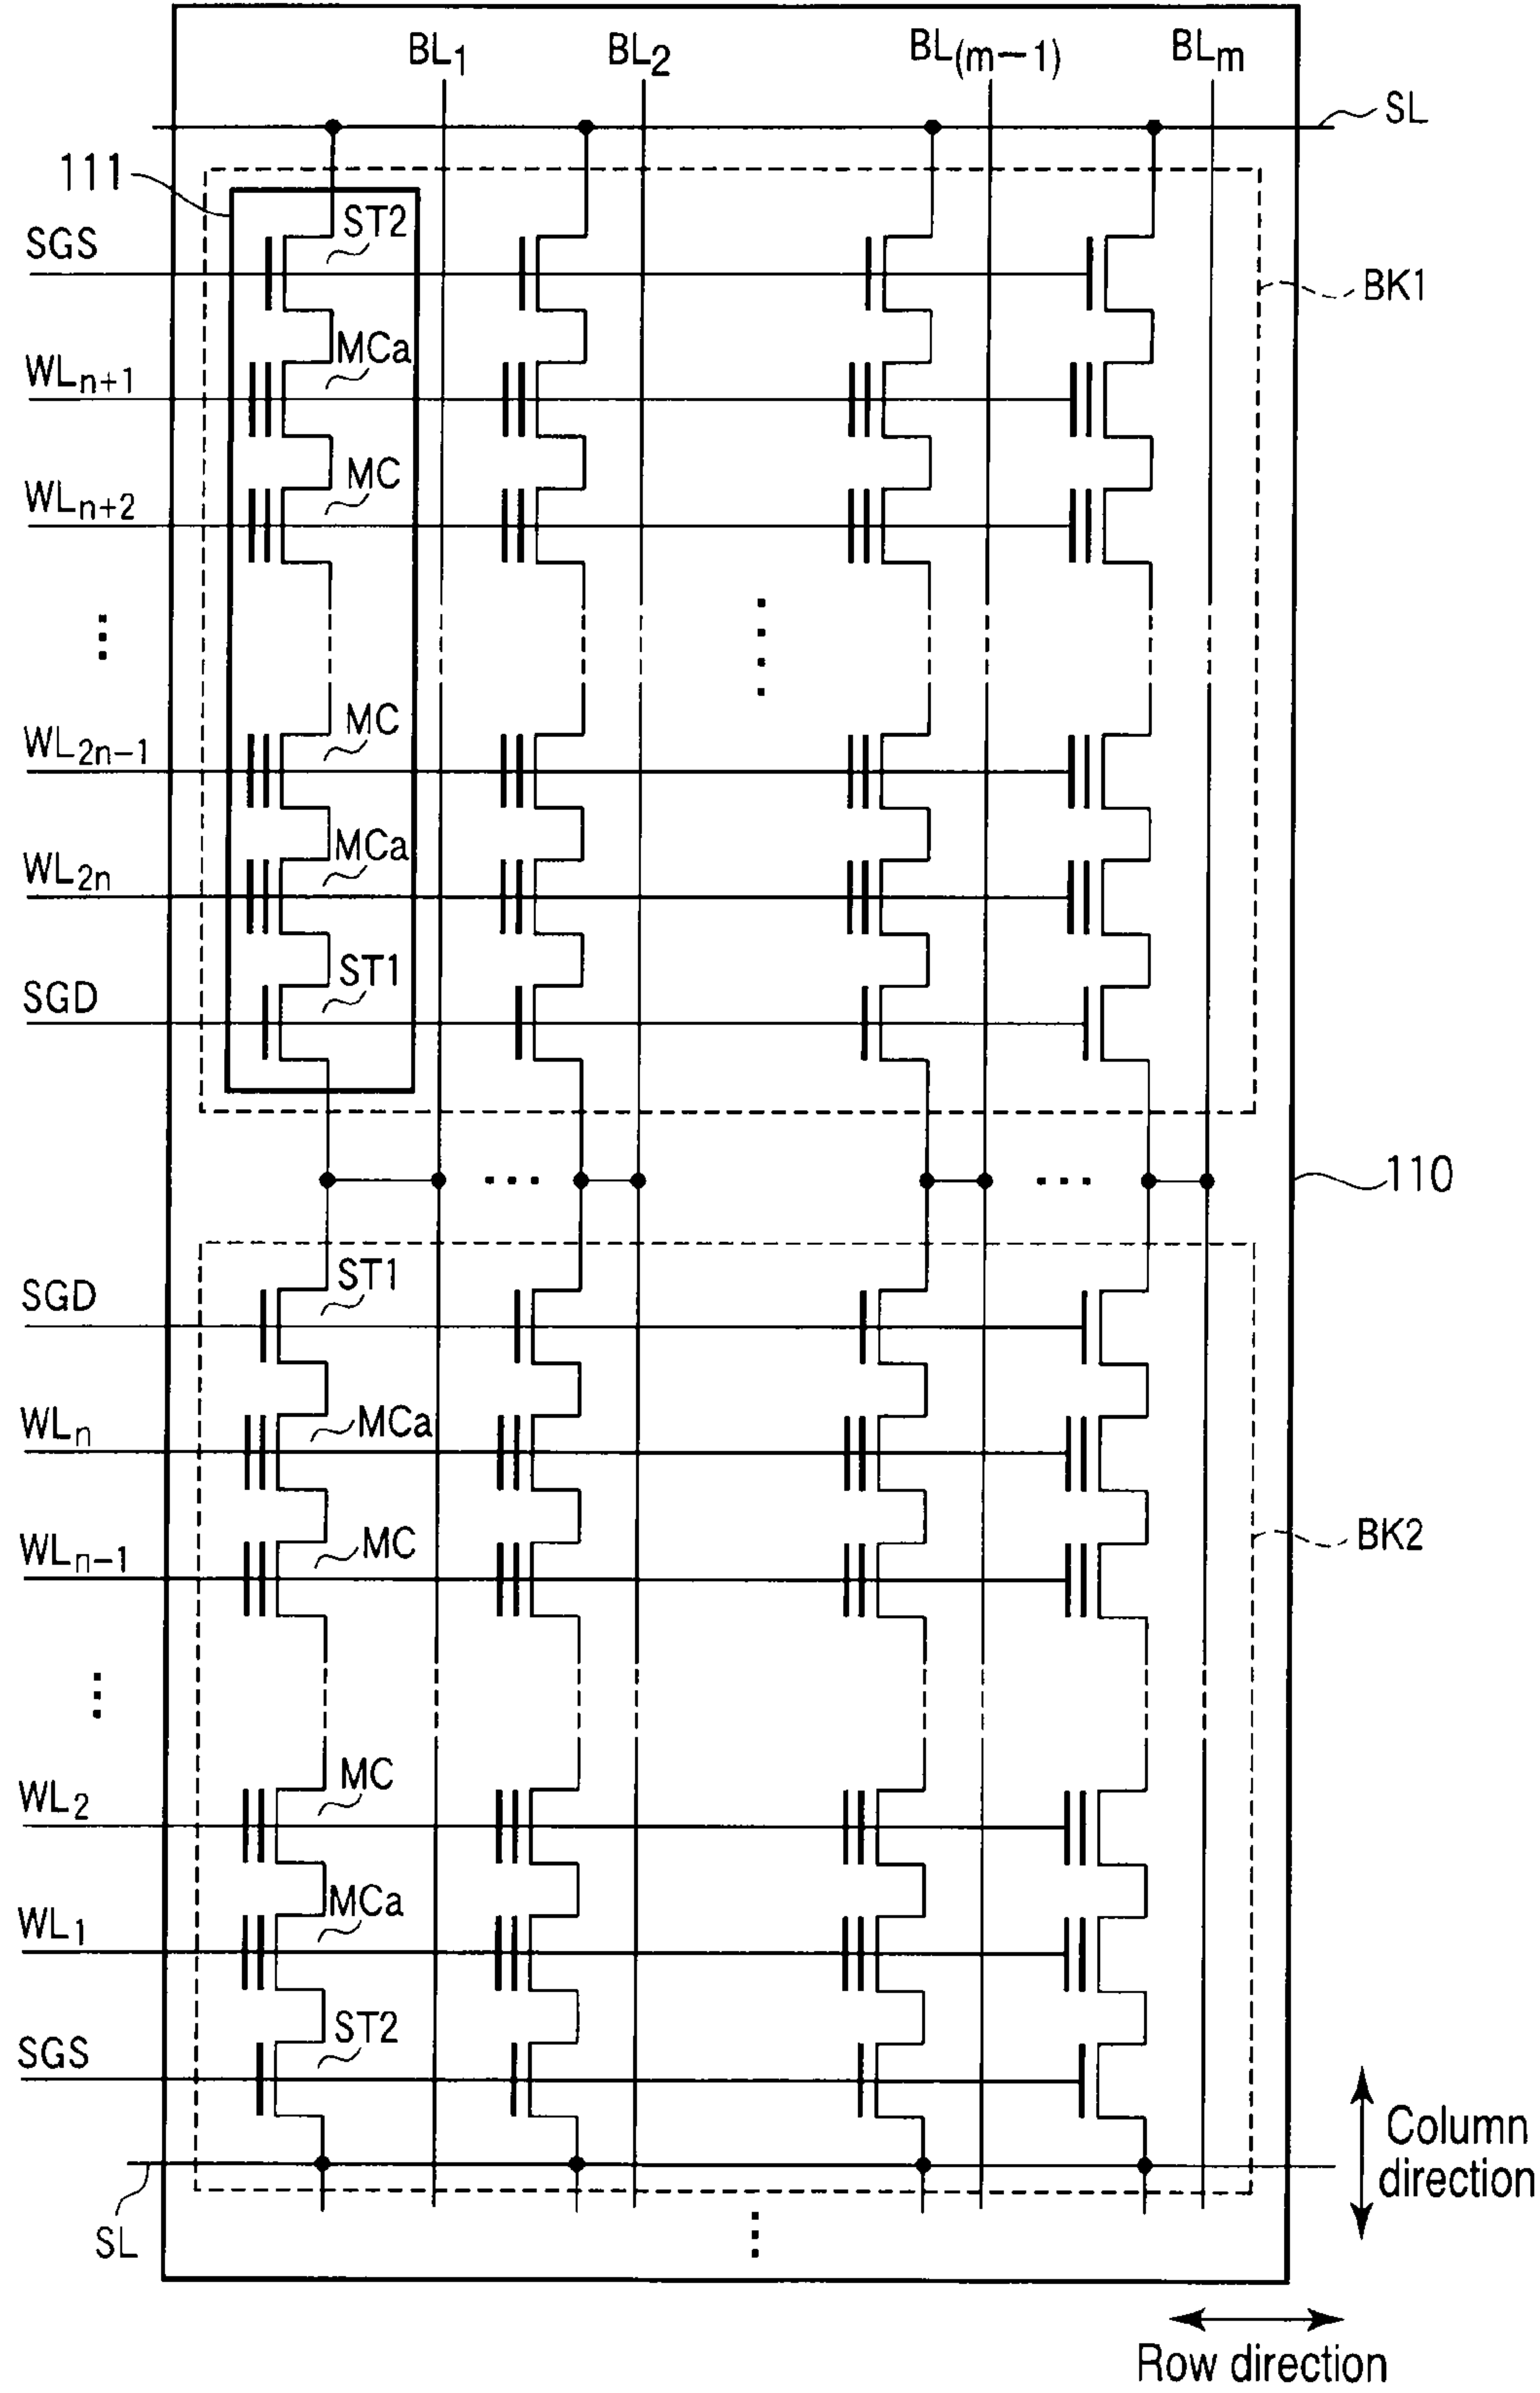 BL1 BL2 BL(m-1) BLm
SL
111
ST2
SGS
BK1
MCa
WLn+1
MC
WLn+2
⋮
⋮
MC
WL2n-1
MCa
WL2n
ST1
SGD
... ...
110
ST1
SGD
MCa
WLn
MC
WLn-1
BK2
⋮
MC
WL2
MCa
WL1
ST2
SGS
Column
direction
SL
⋮
Row direction